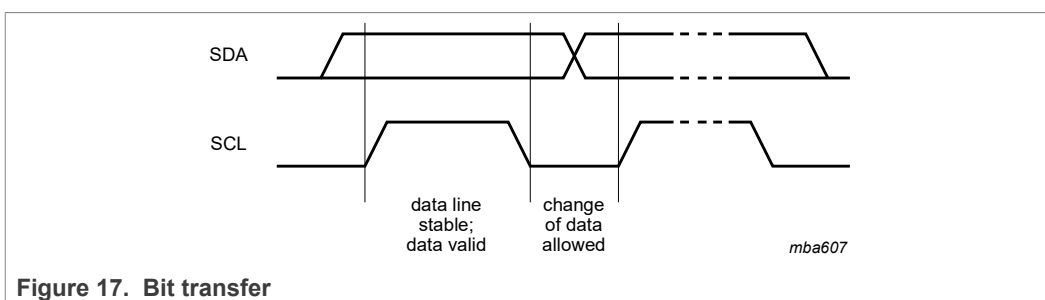 SDA
SCL
data line
stable;
data valid
change
of data
allowed
mba607
Figure 17. Bit transfer